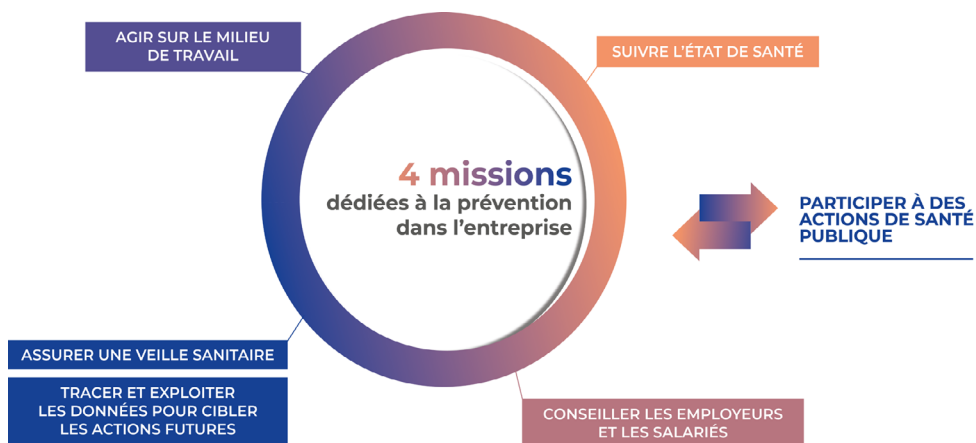 AGIR SUR LE MILIEU
DE TRAVAIL
SUIVRE L'ÉTAT DE SANTÉ
4 missions
dédiées à la prévention
dans l'entreprise
PARTICIPER À DES
ACTIONS DE SANTÉ
PUBLIQUE
ASSURER UNE VEILLE SANITAIRE
TRACER ET EXPLOITER
LES DONNÉES POUR CIBLER
LES ACTIONS FUTURES
CONSEILLER LES EMPLOYEURS
ET LES SALARIÉS